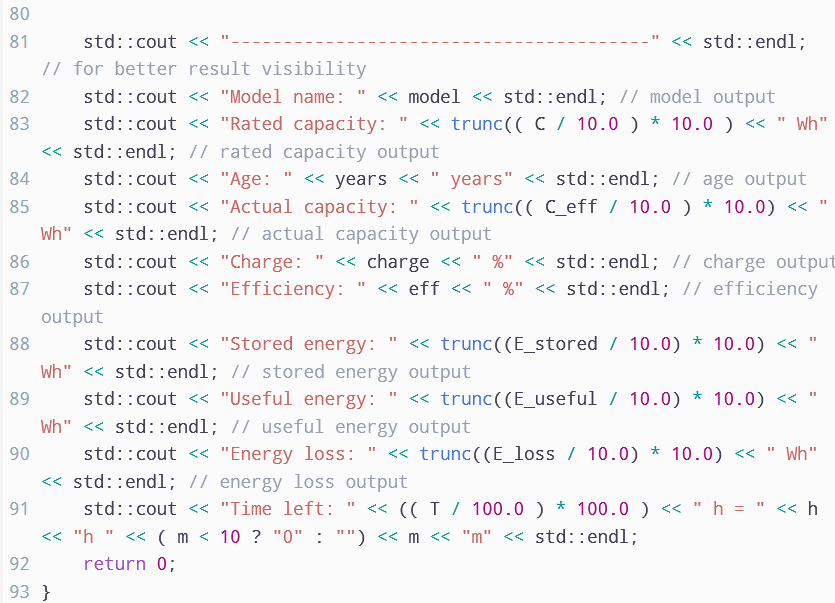 80
81 std::cout << "----------------------------------------" << std::endl;
// for better result visibility
82 std::cout << "Model name: " << model << std::endl; // model output
83 std::cout << "Rated capacity: " << trunc(( C / 10.0 ) * 10.0 ) << " Wh"
<< std::endl; // rated capacity output
84 std::cout << "Age: " << years << " years" << std::endl; // age output
85 std::cout << "Actual capacity: " << trunc(( C_eff / 10.0 ) * 10.0) << "
Wh" << std::endl; // actual capacity output
86 std::cout << "Charge: " << charge << " %" << std::endl; // charge output
87 std::cout << "Efficiency: " << eff << " %" << std::endl; // efficiency
output
88 std::cout << "Stored energy: " << trunc((E_stored / 10.0) * 10.0) << "
Wh" << std::endl; // stored energy output
89 std::cout << "Useful energy: " << trunc((E_useful / 10.0) * 10.0) << "
Wh" << std::endl; // useful energy output
90 std::cout << "Energy loss: " << trunc((E_loss / 10.0) * 10.0) << " Wh"
<< std::endl; // energy loss output
91 std::cout << "Time left: " << (( T / 100.0 ) * 100.0 ) << " h = " << h
<< "h " << ( m < 10 ? "0" : "") << m << "m" << std::endl;
92 return 0;
93 }